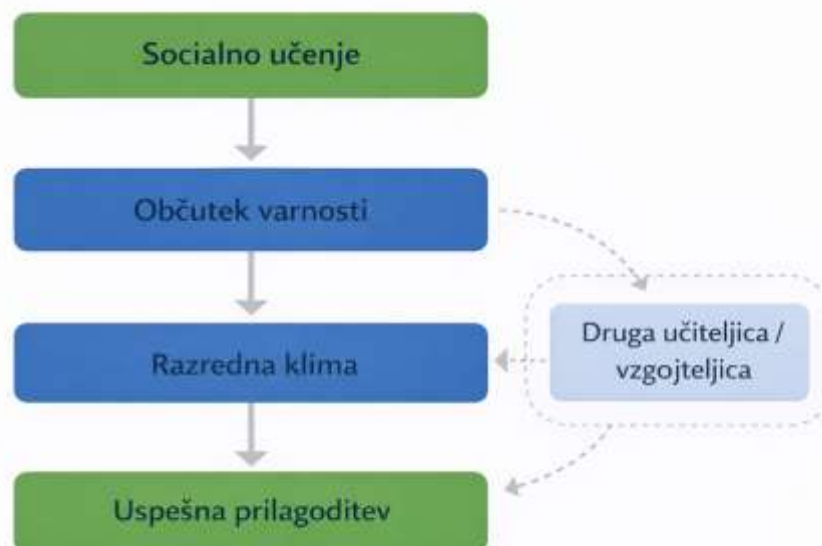 Socialno učenje
Občutek varnosti
Razredna klima
Druga učiteljica /
vzgojteljica
Uspešna prilagoditev